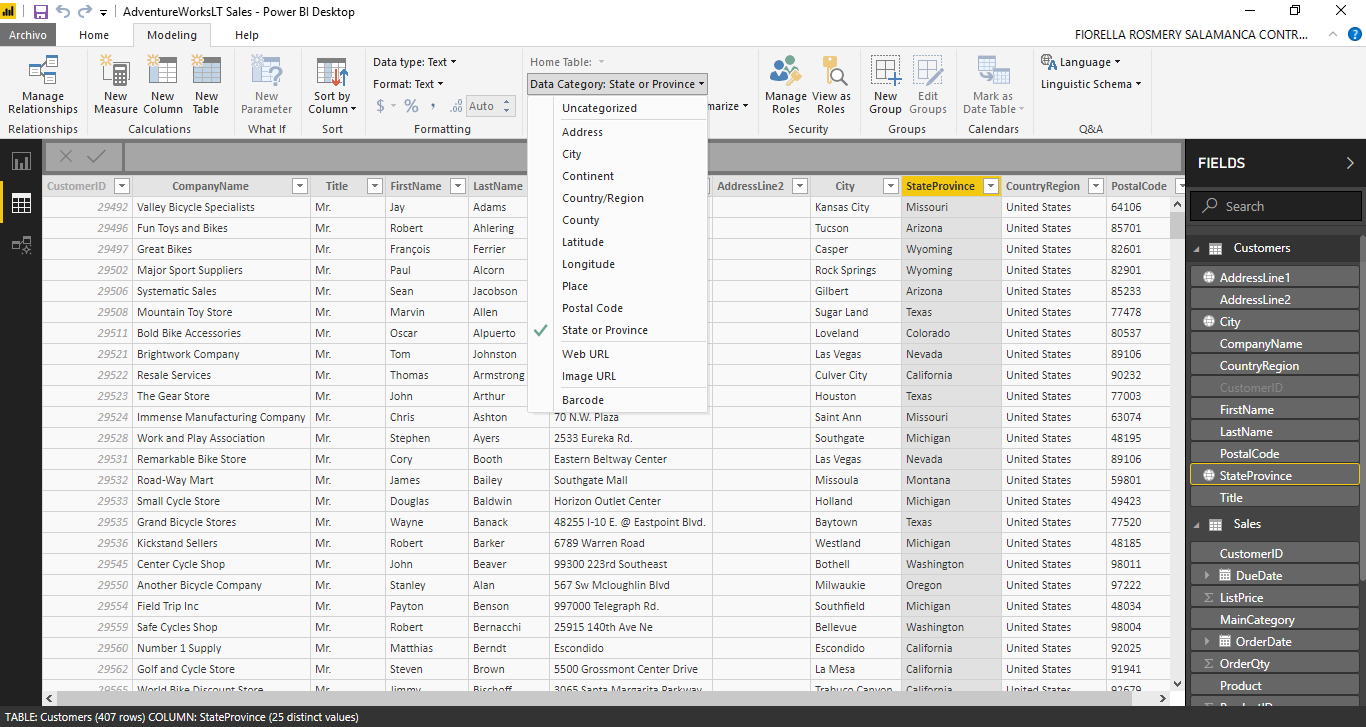 AdventureWorksLT Sales - Power BI Desktop
Archivo Home Modeling Help FIORELLA ROSMERY SALAMANCA CONTR...
Manage Relationships
Relationships
New Measure New Column New Table
Calculations
New Parameter
What If
Sort by Column
Sort
Data type: Text
Format: Text
$ % , .00 Auto
Formatting
Home Table:
Data Category: State or Province
marize
Manage Roles View as Roles
Security
New Group Edit Groups
Groups
Mark as Date Table
Calendars
Language
Linguistic Schema
Q&A
Uncategorized
Address
City
Continent
Country/Region
County
Latitude
Longitude
Place
Postal Code
State or Province
Web URL
Image URL
Barcode
CustomerID CompanyName Title FirstName LastName AddressLine2 City StateProvince CountryRegion PostalCode
29492 Valley Bicycle Specialists Mr. Jay Adams Kansas City Missouri United States 64106
29496 Fun Toys and Bikes Mr. Robert Ahlering Tucson Arizona United States 85701
29497 Great Bikes Mr. François Ferrier Casper Wyoming United States 82601
29502 Major Sport Suppliers Mr. Paul Alcorn Rock Springs Wyoming United States 82901
29506 Systematic Sales Mr. Sean Jacobson Gilbert Arizona United States 85233
29508 Mountain Toy Store Mr. Marvin Allen Sugar Land Texas United States 77478
29511 Bold Bike Accessories Mr. Oscar Alpuerto Loveland Colorado United States 80537
29521 Brightwork Company Mr. Tom Johnston Las Vegas Nevada United States 89106
29522 Resale Services Mr. Thomas Armstrong Culver City California United States 90232
29523 The Gear Store Mr. John Arthur Houston Texas United States 77003
29524 Immense Manufacturing Company Mr. Chris Ashton 70 N.W. Plaza Saint Ann Missouri United States 63074
29528 Work and Play Association Mr. Stephen Ayers 2533 Eureka Rd. Southgate Michigan United States 48195
29531 Remarkable Bike Store Mr. Cory Booth Eastern Beltway Center Las Vegas Nevada United States 89106
29532 Road-Way Mart Mr. James Bailey Southgate Mall Missoula Montana United States 59801
29533 Small Cycle Store Mr. Douglas Baldwin Horizon Outlet Center Holland Michigan United States 49423
29535 Grand Bicycle Stores Mr. Wayne Banack 48255 I-10 E. @ Eastpoint Blvd. Baytown Texas United States 77520
29536 Kickstand Sellers Mr. Robert Barker 6789 Warren Road Westland Michigan United States 48185
29545 Center Cycle Shop Mr. John Beaver 99300 223rd Southeast Bothell Washington United States 98011
29550 Another Bicycle Company Mr. Stanley Alan 567 Sw Mcloughlin Blvd Milwaukie Oregon United States 97222
29554 Field Trip Inc Mr. Payton Benson 997000 Telegraph Rd. Southfield Michigan United States 48034
29559 Safe Cycles Shop Mr. Robert Bernacchi 25915 140th Ave Ne Bellevue Washington United States 98004
29560 Number 1 Supply Mr. Matthias Berndt Escondido Escondido California United States 92025
29562 Golf and Cycle Store Mr. Steven Brown 5500 Grossmont Center Drive La Mesa California United States 91941
29565 World Bike Discount Store Mr. Jimmy Bischoff 3065 Santa Margarita Parkway Trabuco Canyon California United States 92679
FIELDS
Search
Customers
AddressLine1
AddressLine2
City
CompanyName
CountryRegion
CustomerID
FirstName
LastName
PostalCode
StateProvince
Title
Sales
CustomerID
DueDate
ListPrice
MainCategory
OrderDate
OrderQty
Product
ProductID
TABLE: Customers (407 rows) COLUMN: StateProvince (25 distinct values)